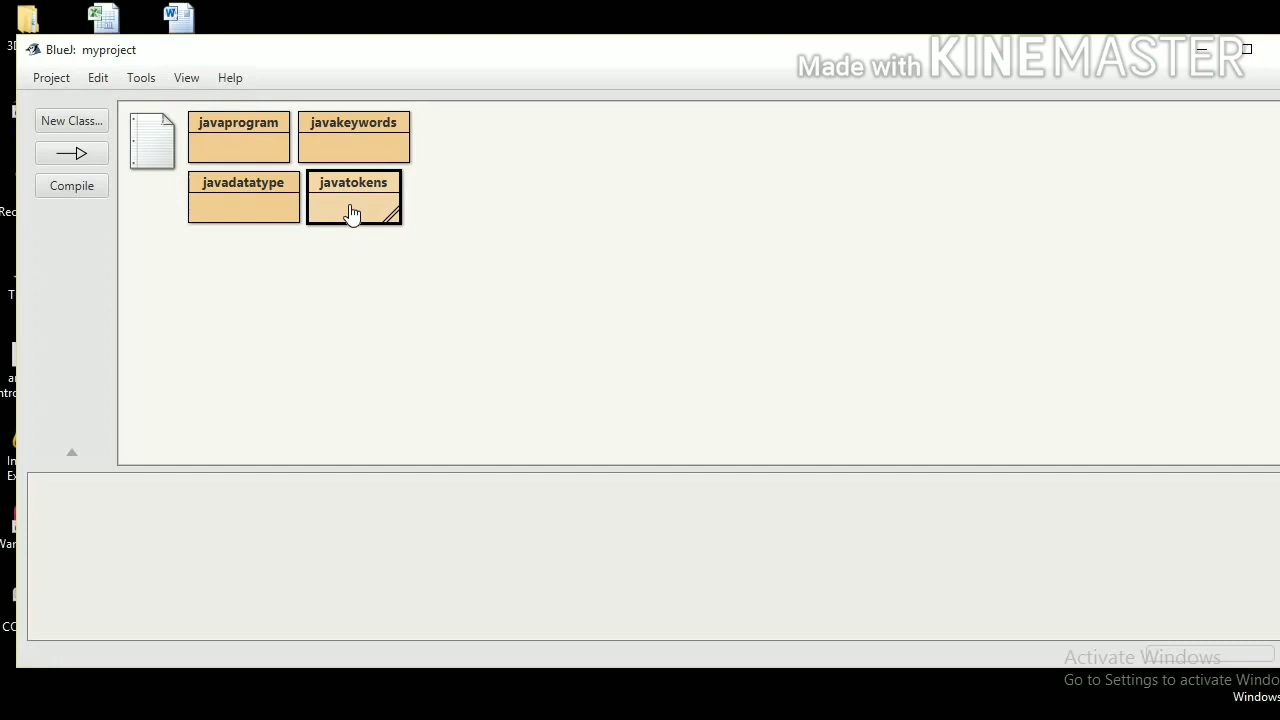 BlueJ: myproject
Made with KINEMASTER
Project Edit Tools View Help
New Class...
Compile
javaprogram
javakeywords
javadatatype
javatokens
Activate Windows
Go to Settings to activate Windo
Windows